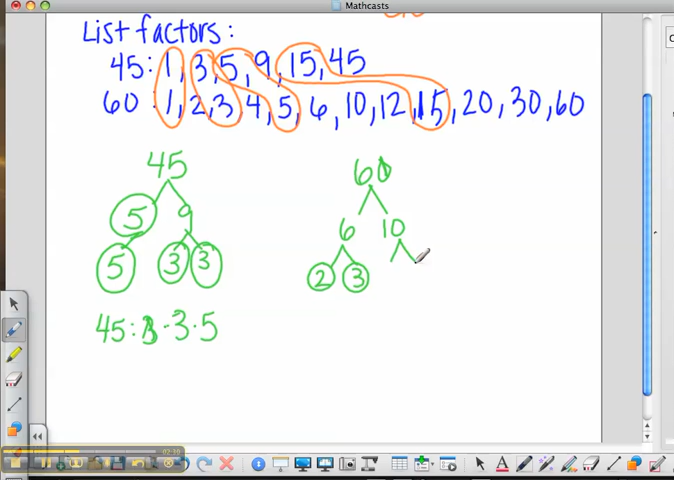 Mathcasts
List factors:
45: 1, 3, 5, 9, 15, 45
60: 1, 2, 3, 4, 5, 6, 10, 12, 15, 20, 30, 60
45
60
5
9
6
10
5
3
3
2
3
45: 3 · 3 · 5
02:30